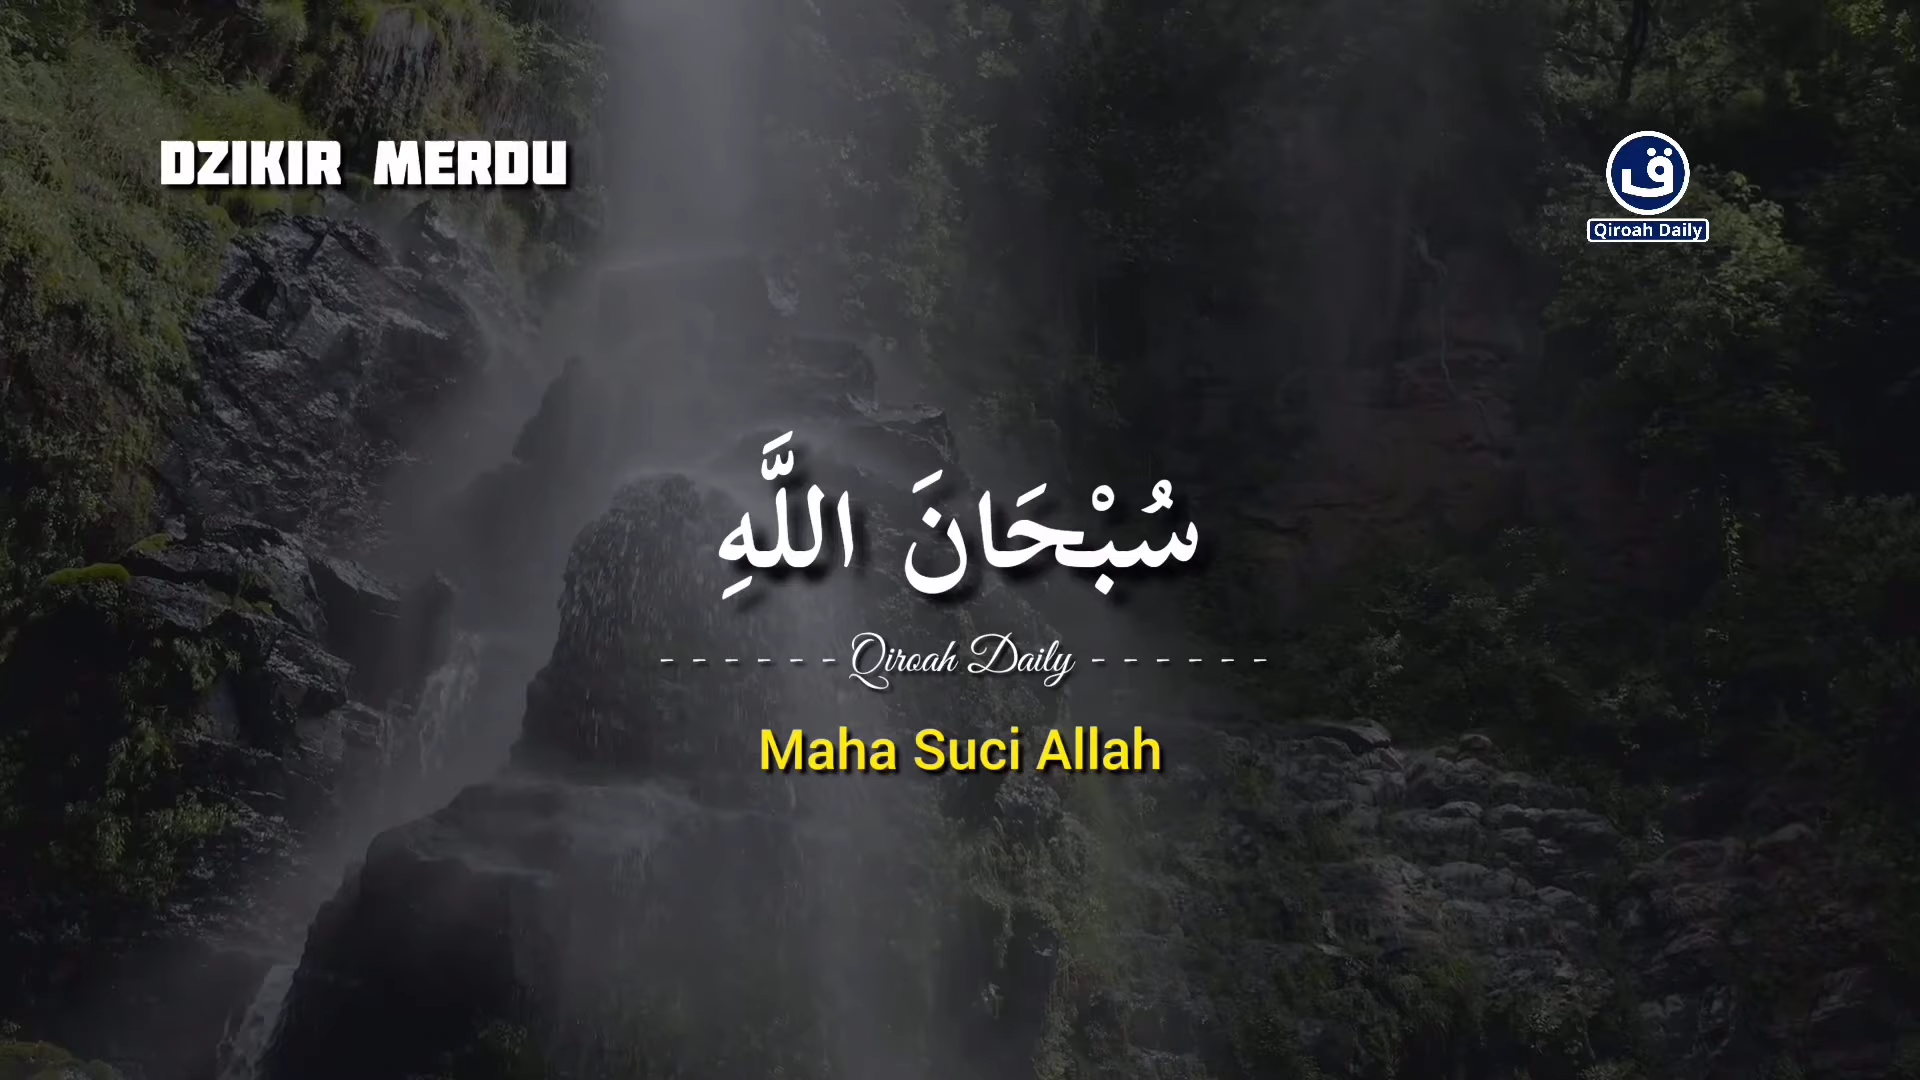 DZIKIR MERDU
ق
Qiroah Daily
سُبْحَانَ اللَّهِ
------Qiroah Daily------
Maha Suci Allah